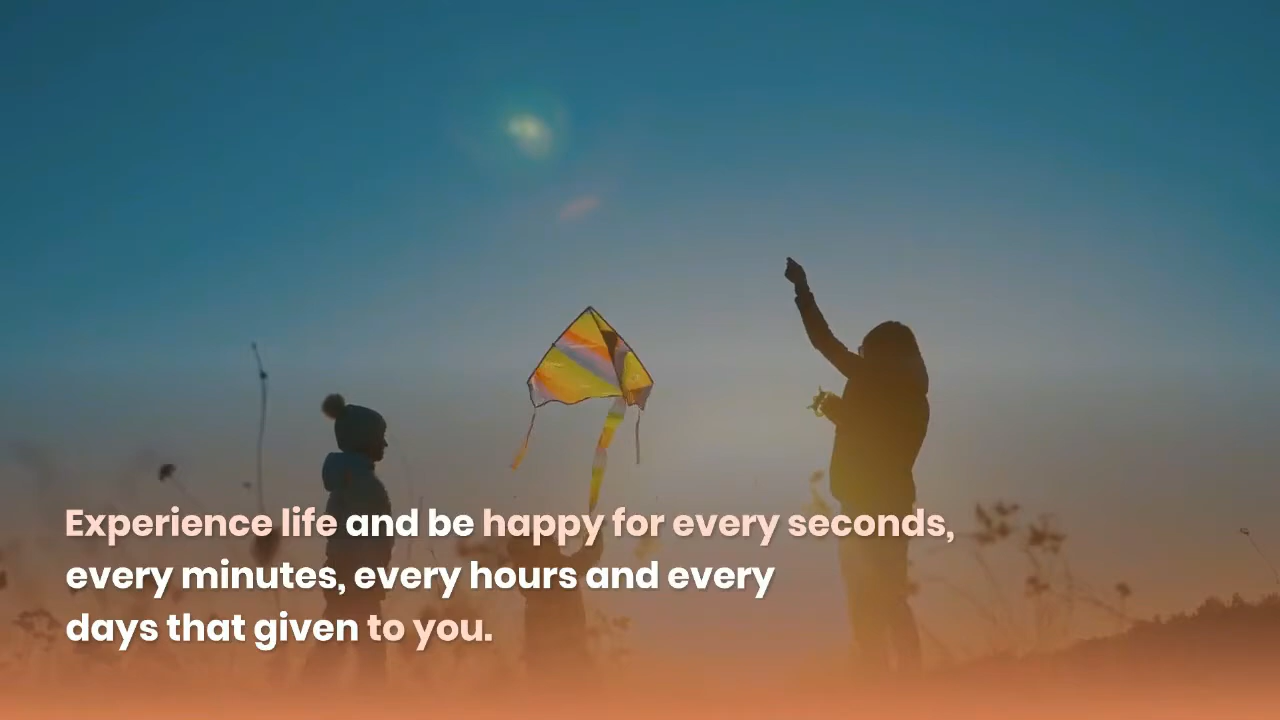 Experience life and be happy for every seconds,
every minutes, every hours and every
days that given to you.